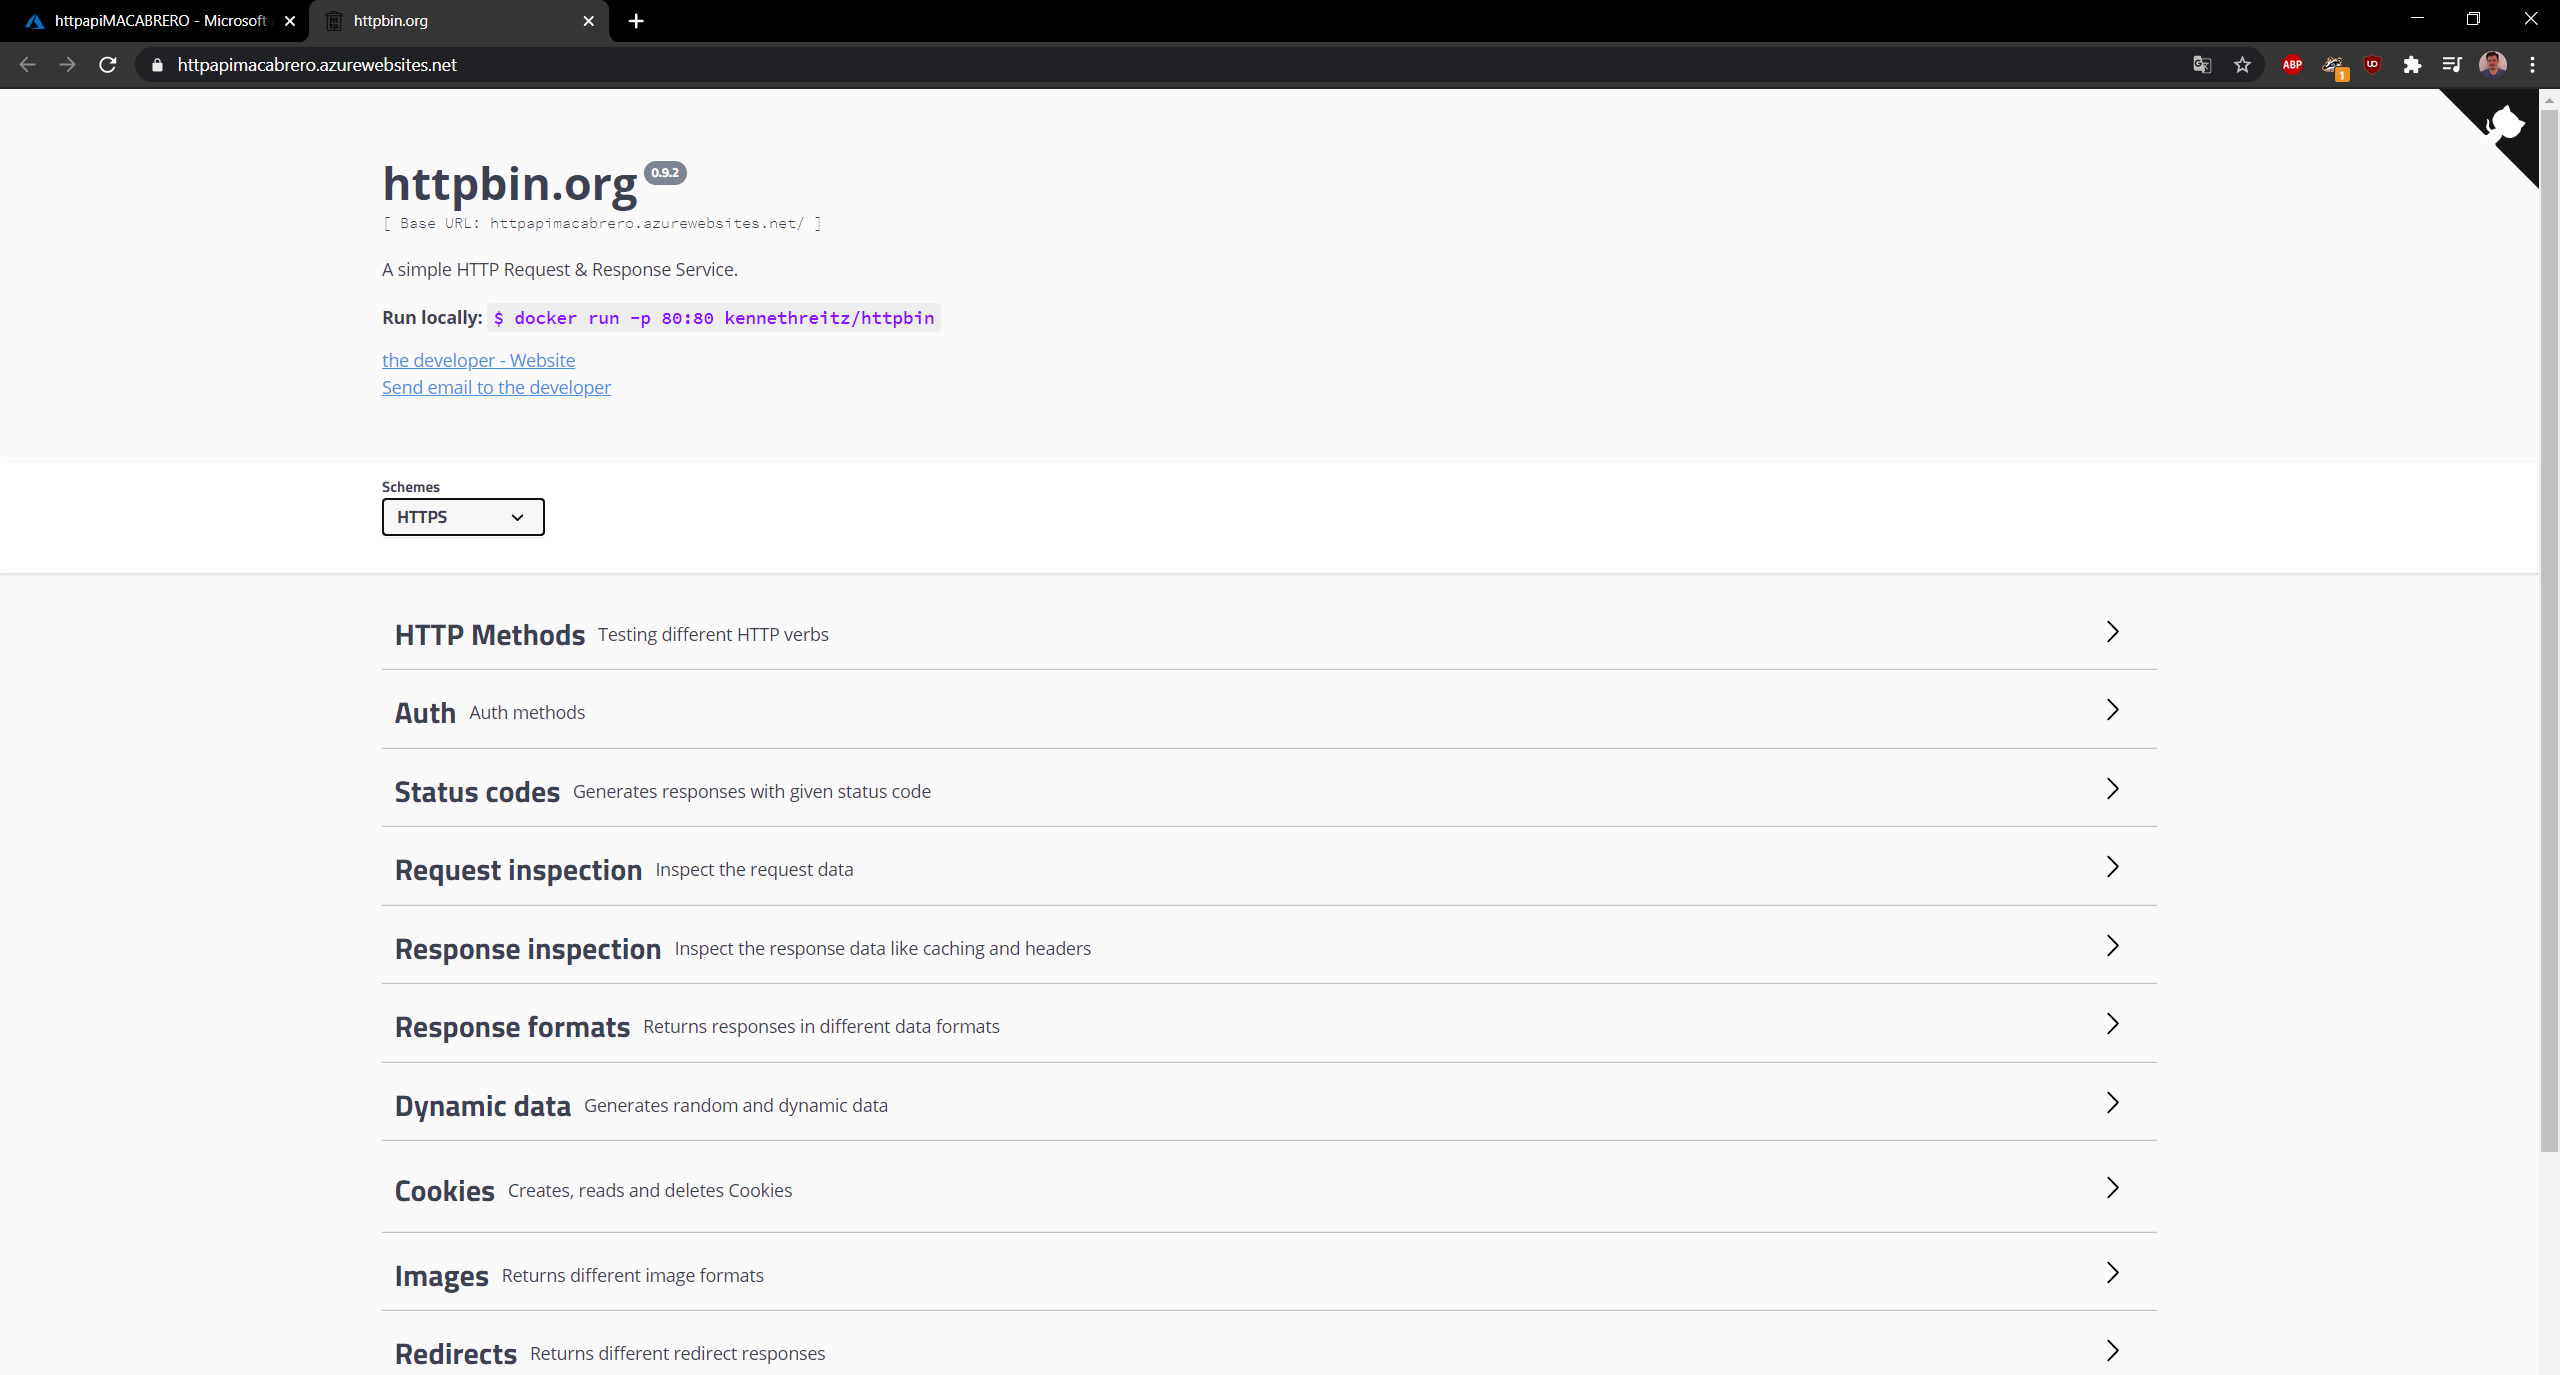 httpapiMACABRERO - Microsoft
httpbin.org
httpapimacabrero.azurewebsites.net
ABP
1
httpbin.org 0.9.2
[ Base URL: httpapimacabrero.azurewebsites.net/ ]
A simple HTTP Request & Response Service.
Run locally: $ docker run -p 80:80 kennethreitz/httpbin
the developer - Website
Send email to the developer
Schemes
HTTPS
HTTP Methods Testing different HTTP verbs
Auth Auth methods
Status codes Generates responses with given status code
Request inspection Inspect the request data
Response inspection Inspect the response data like caching and headers
Response formats Returns responses in different data formats
Dynamic data Generates random and dynamic data
Cookies Creates, reads and deletes Cookies
Images Returns different image formats
Redirects Returns different redirect responses